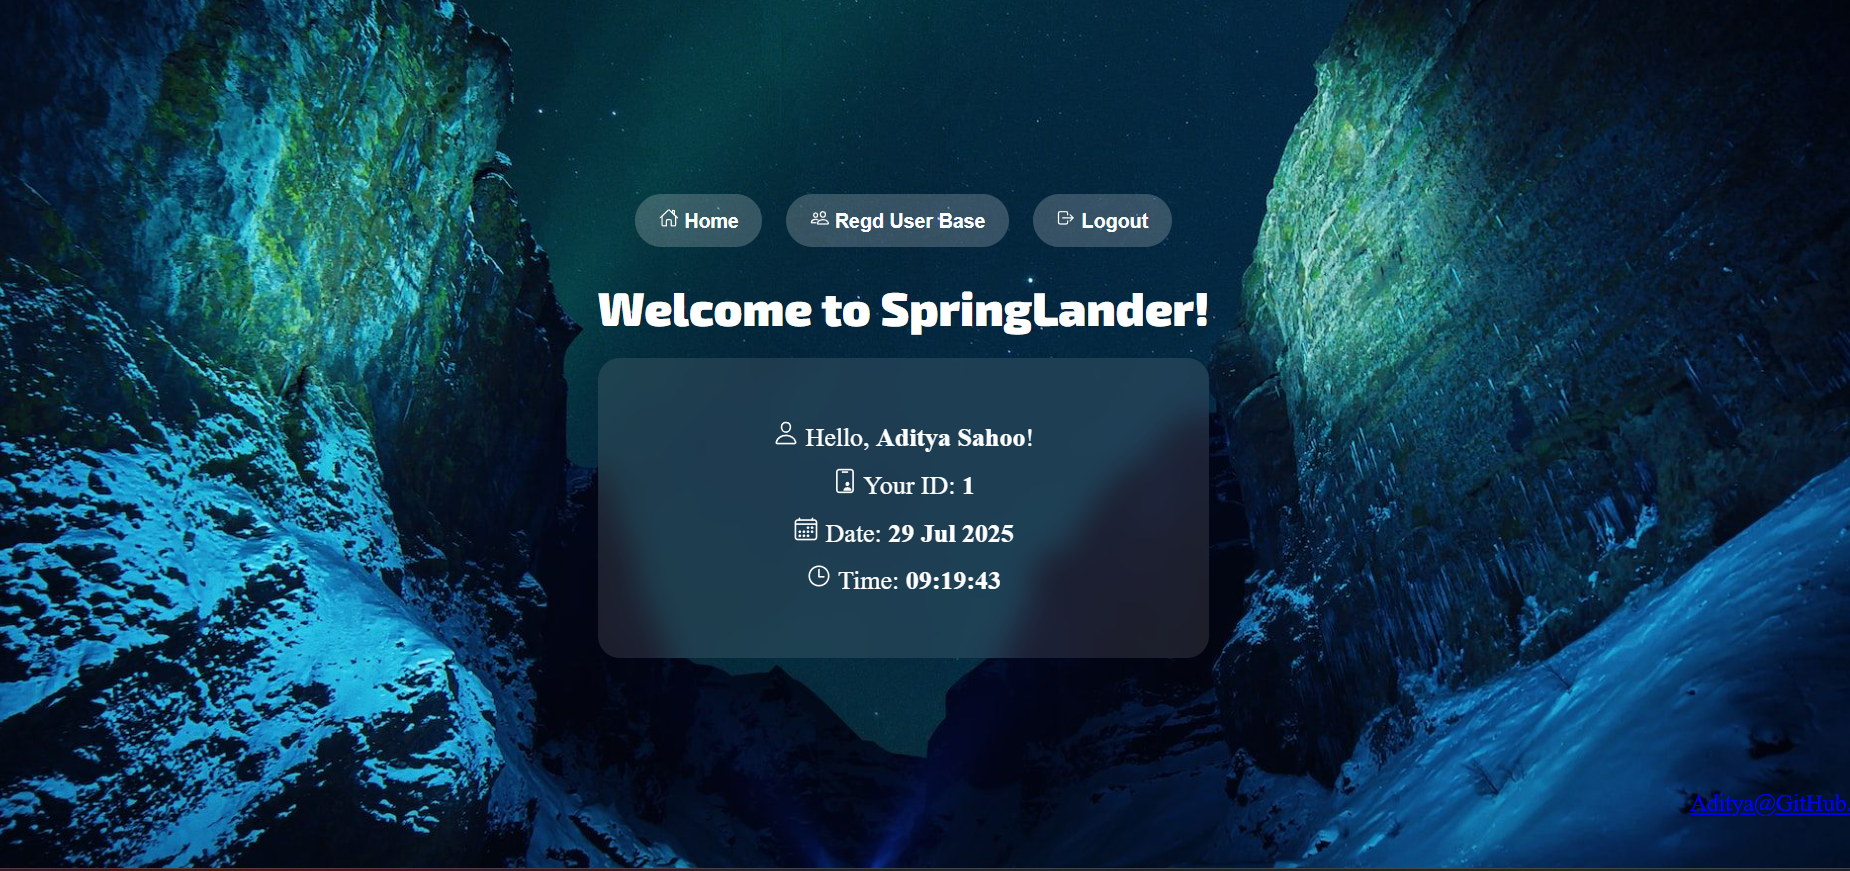 Home Regd User Base Logout
Welcome to SpringLander!
Hello, Aditya Sahoo!
Your ID: 1
Date: 29 Jul 2025
Time: 09:19:43
Aditya@GitHub